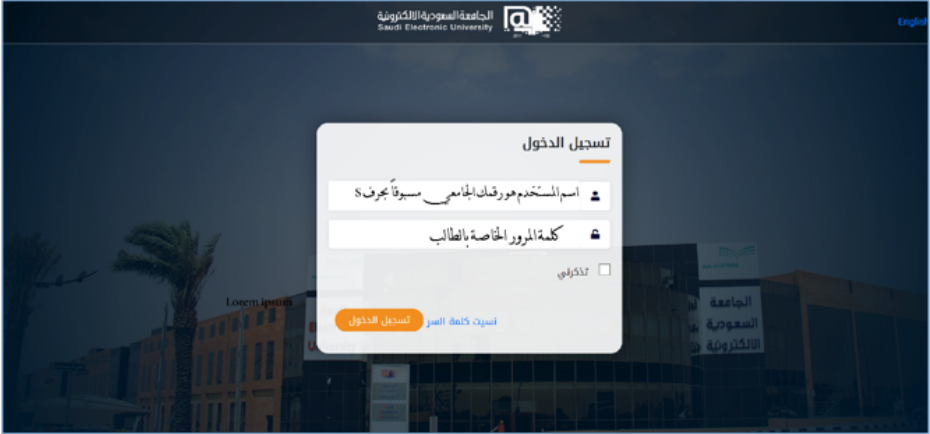 الجامعة السعودية الالكترونية
Saudi Electronic University
English
تسجيل الدخول
اسم المستخدم هو رقمك الجامعي مسبوقاً بحرف S
كلمة المرور الخاصة بالطالب
تذكرني
Lorem ipsum
نسيت كلمة السر
تسجيل الدخول
الجامعة
السعودية
الالكترونية